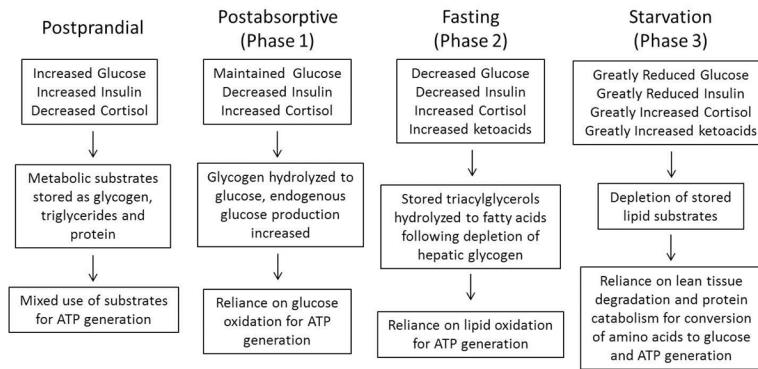 Postprandial
Increased Glucose
Increased Insulin
Decreased Cortisol
Metabolic substrates
stored as glycogen,
triglycerides and
protein
Mixed use of substrates
for ATP generation
Postabsorptive
(Phase 1)
Maintained Glucose
Decreased Insulin
Increased Cortisol
Glycogen hydrolyzed to
glucose, endogenous
glucose production
increased
Reliance on glucose
oxidation for ATP
generation
Fasting
(Phase 2)
Decreased Glucose
Decreased Insulin
Increased Cortisol
Increased ketoacids
Stored triacylglycerols
hydrolyzed to fatty acids
following depletion of
hepatic glycogen
Reliance on lipid oxidation
for ATP generation
Starvation
(Phase 3)
Greatly Reduced Glucose
Greatly Reduced Insulin
Greatly Increased Cortisol
Greatly Increased ketoacids
Depletion of stored
lipid substrates
Reliance on lean tissue
degradation and protein
catabolism for conversion
of amino acids to glucose
and ATP generation